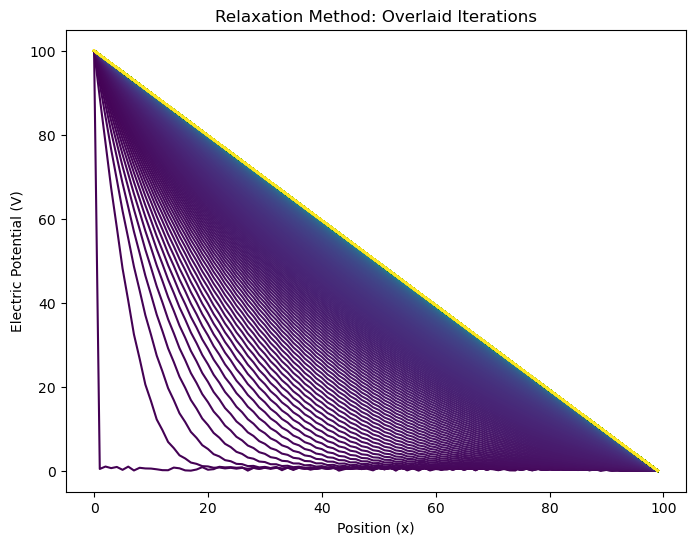 Relaxation Method: Overlaid Iterations
100
80
60
40
20
0
Electric Potential (V)
0 20 40 60 80 100
Position (x)